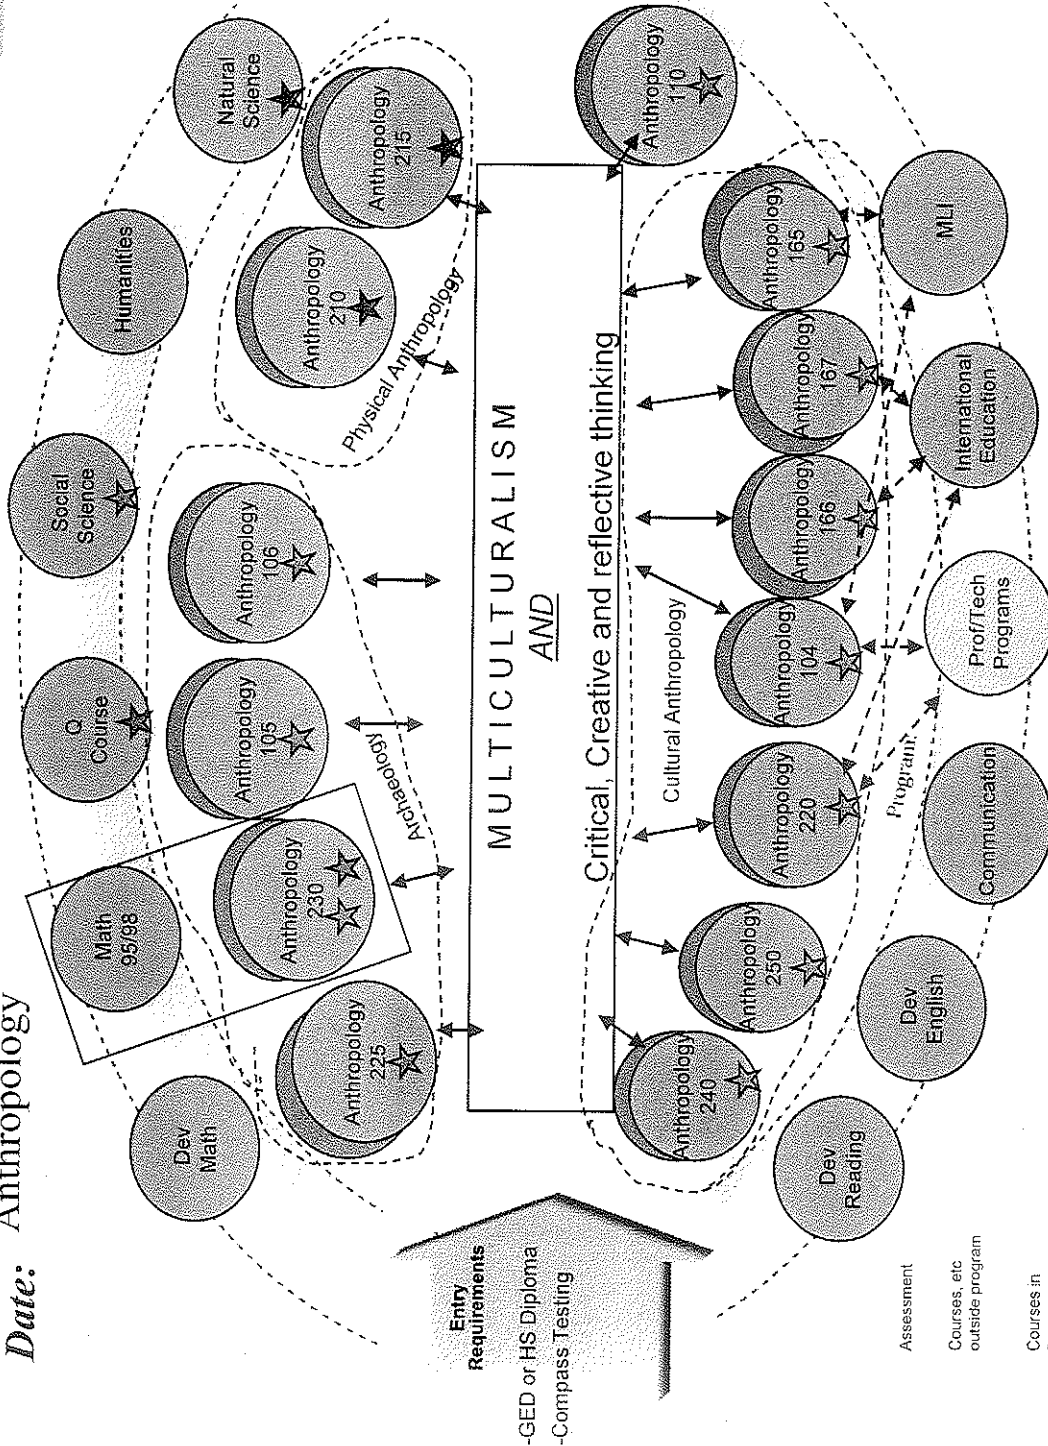 Date: Anthropology
Dev
Math
Math
95/98
Q
Course
Social
Science
Humanities
Natural
Science
Anthropology
225
Anthropology
230
Anthropology
105
Anthropology
106
Anthropology
210
Anthropology
215
Archaeology
Physical Anthropology
Entry
Requirements
-GED or HS Diploma
-Compass Testing
MULTICULTURALISM
AND
Critical, Creative and reflective thinking
Anthropology
110
Cultural Anthropology
Anthropology
240
Anthropology
250
Anthropology
220
Anthropology
104
Anthropology
166
Anthropology
167
Anthropology
165
Program
Dev
Reading
Dev
English
Communication
Prof/Tech
Programs
International
Education
MLI
Assessment
Courses, etc
outside program
Courses in